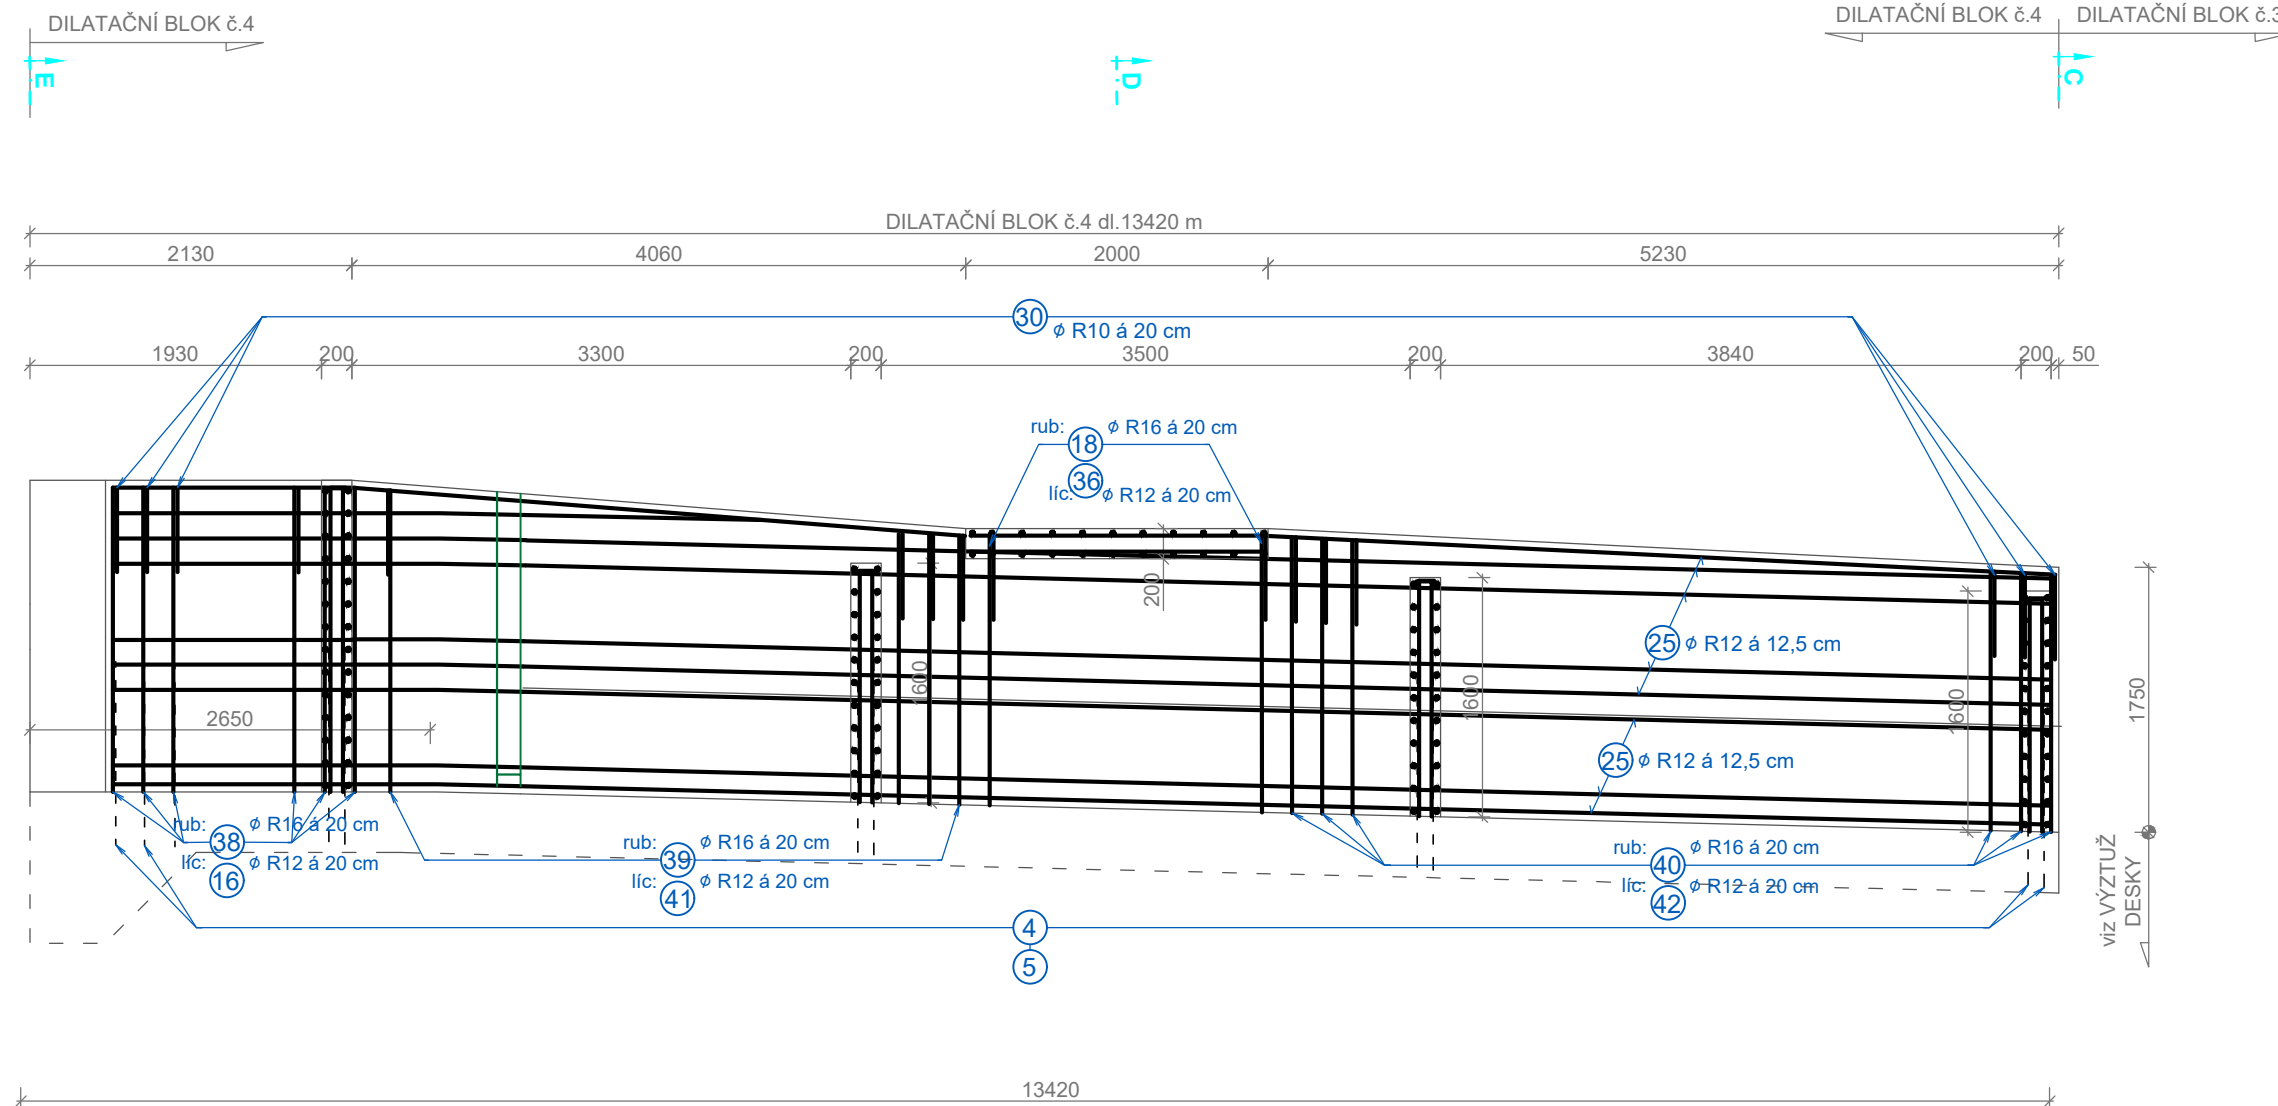 DILATAČNÍ BLOK č.4
DILATAČNÍ BLOK č.4
DILATAČNÍ BLOK č.3
E
D
C
DILATAČNÍ BLOK č.4 dl.13420 m
2130
4060
2000
5230
30
ϕ R10 á 20 cm
1930
200
3300
200
3500
200
3840
200
50
rub:
18
ϕ R16 á 20 cm
36
líc:
ϕ R12 á 20 cm
200
25
ϕ R12 á 12,5 cm
1600
1600
1600
1750
2650
25
ϕ R12 á 12,5 cm
rub:
38
ϕ R16 á 20 cm
líc:
16
ϕ R12 á 20 cm
rub:
39
ϕ R16 á 20 cm
líc:
41
ϕ R12 á 20 cm
rub:
40
ϕ R16 á 20 cm
líc:
42
ϕ R12 á 20 cm
viz VÝZTUŽ
DESKY
4
5
13420